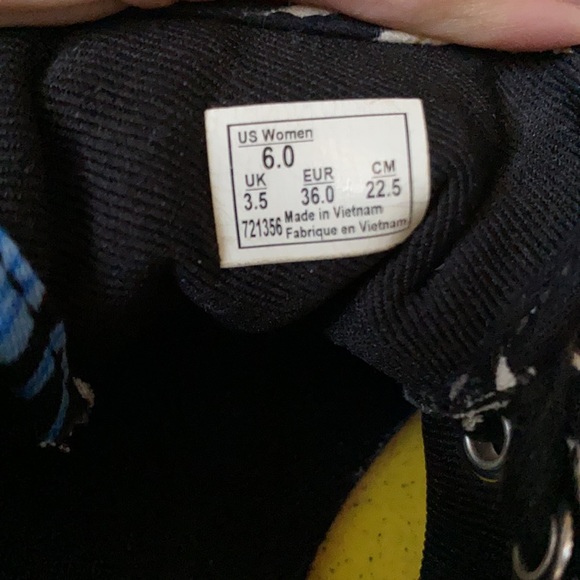 US Women
6.0
UK EUR CM
3.5 36.0 22.5
721356 Made in Vietnam
Fabrique en Vietnam